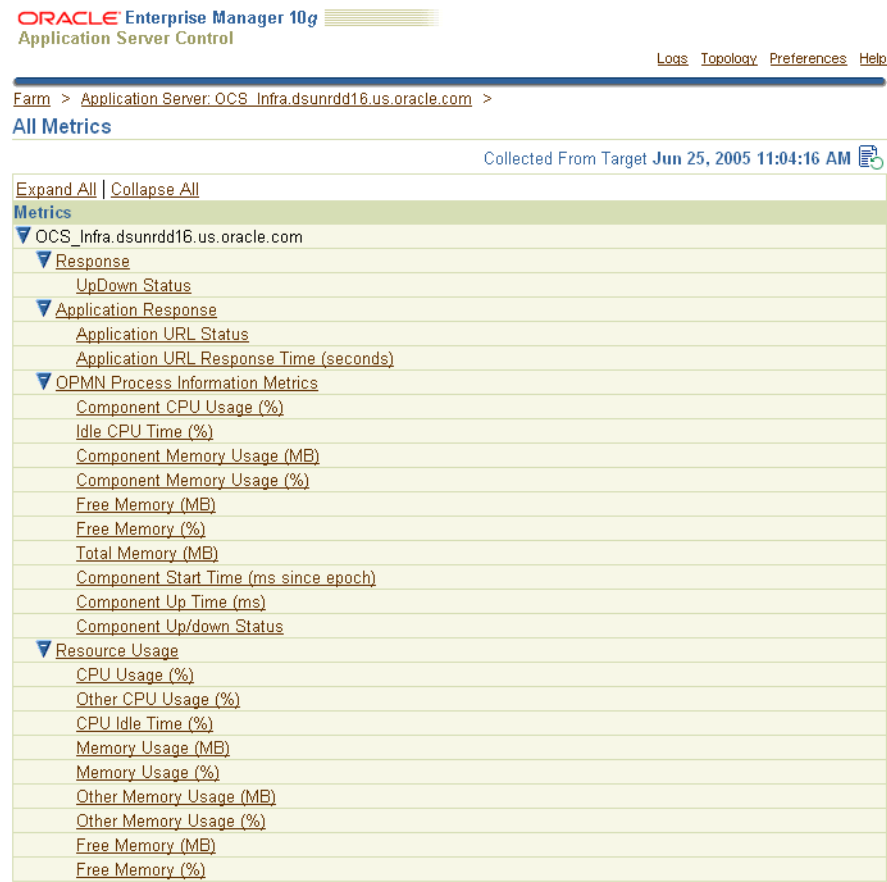 ORACLE Enterprise Manager 10g
Application Server Control
Logs Topology Preferences Help
Farm > Application Server: OCS_Infra.dsunrdd16.us.oracle.com >
All Metrics
Collected From Target Jun 25, 2005 11:04:16 AM
Expand All | Collapse All
Metrics
OCS_Infra.dsunrdd16.us.oracle.com
Response
UpDown Status
Application Response
Application URL Status
Application URL Response Time (seconds)
OPMN Process Information Metrics
Component CPU Usage (%)
Idle CPU Time (%)
Component Memory Usage (MB)
Component Memory Usage (%)
Free Memory (MB)
Free Memory (%)
Total Memory (MB)
Component Start Time (ms since epoch)
Component Up Time (ms)
Component Up/down Status
Resource Usage
CPU Usage (%)
Other CPU Usage (%)
CPU Idle Time (%)
Memory Usage (MB)
Memory Usage (%)
Other Memory Usage (MB)
Other Memory Usage (%)
Free Memory (MB)
Free Memory (%)